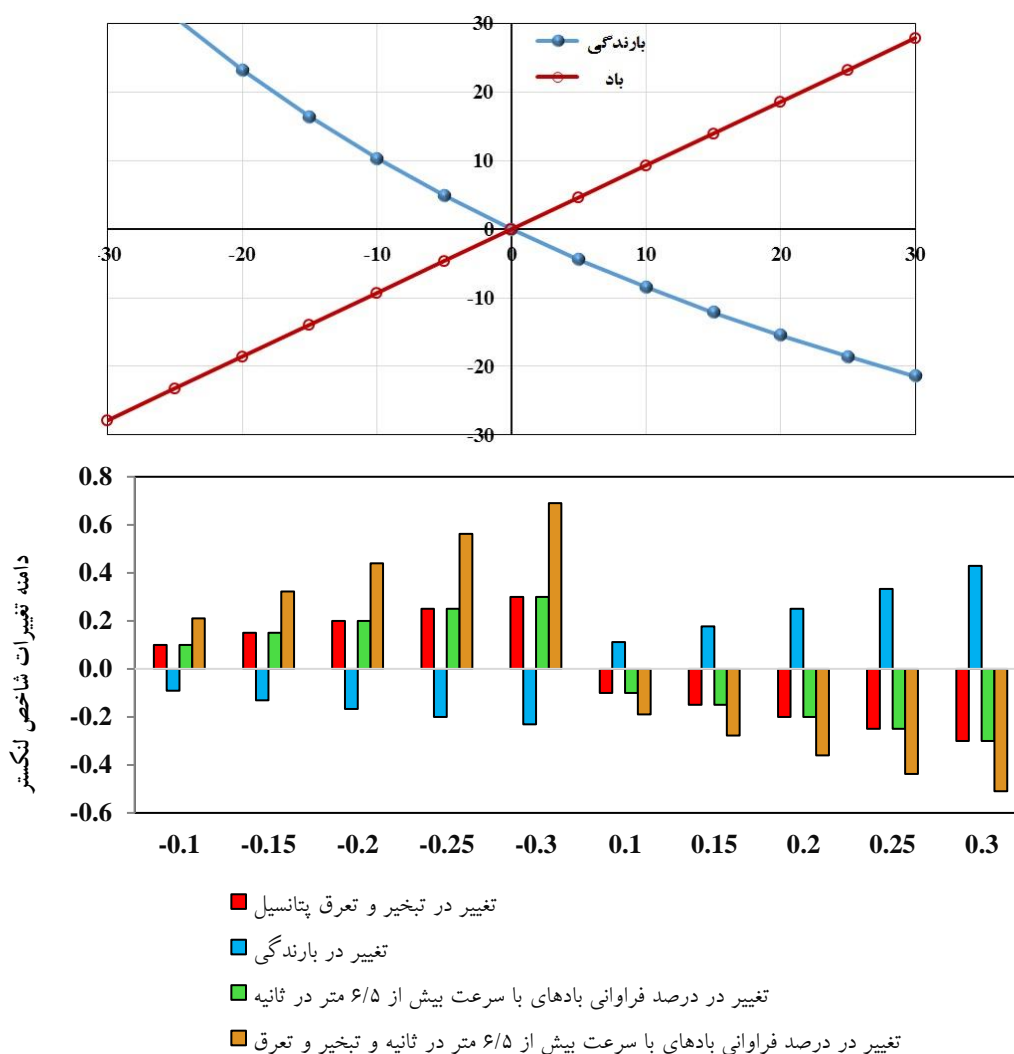 30
20
10
0
-10
-20
-30
-30 -20 -10 0 10 20 30
بارندگی
باد
0.8
0.6
0.4
0.2
0.0
-0.2
-0.4
-0.6
دامنه تغییرات شاخص لنکستر
-0.1 -0.15 -0.2 -0.25 -0.3 0.1 0.15 0.2 0.25 0.3
تغییر در تبخیر و تعرق پتانسیل
تغییر در بارندگی
تغییر در درصد فراوانی بادهای با سرعت بیش از ۶/۵ متر در ثانیه
تغییر در درصد فراوانی بادهای با سرعت بیش از ۶/۵ متر در ثانیه و تبخیر و تعرق